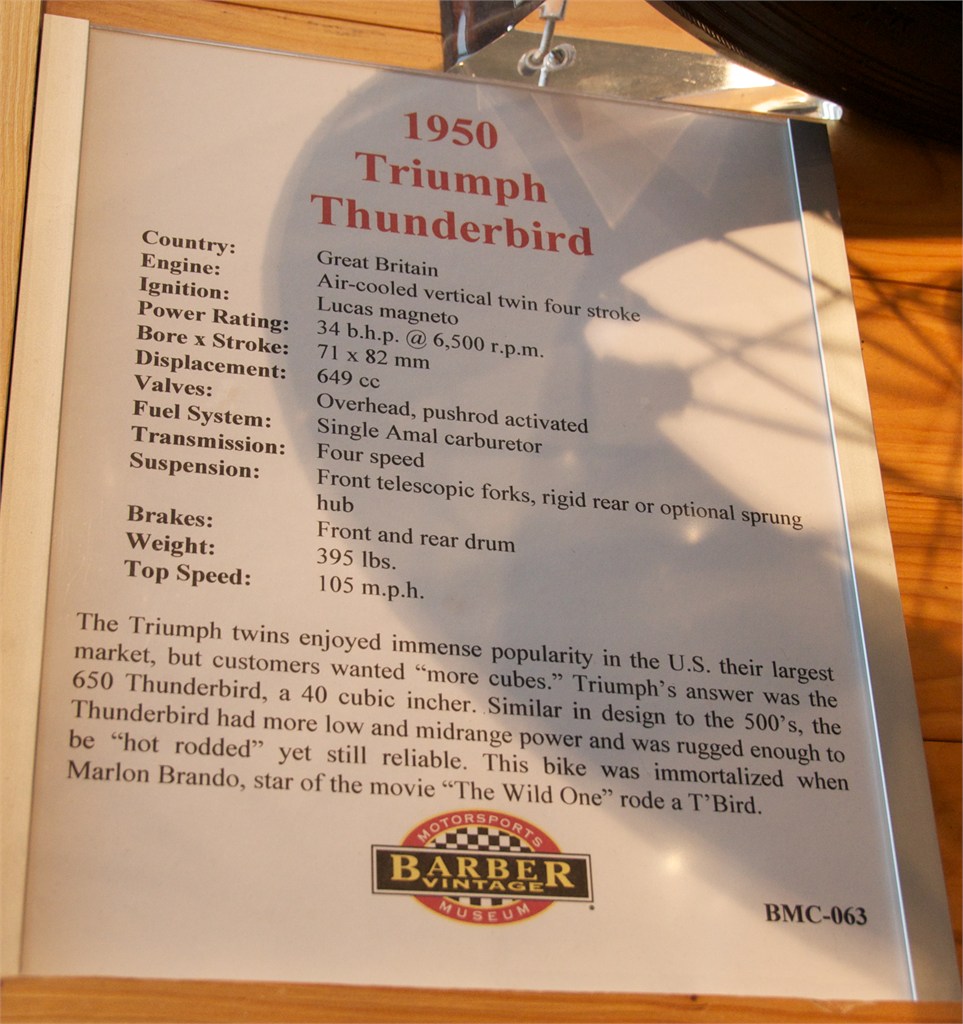 1950
Triumph
Thunderbird
Country: Great Britain
Engine: Air-cooled vertical twin four stroke
Ignition: Lucas magneto
Power Rating: 34 b.h.p. @ 6,500 r.p.m.
Bore x Stroke: 71 x 82 mm
Displacement: 649 cc
Valves: Overhead, pushrod activated
Fuel System: Single Amal carburetor
Transmission: Four speed
Suspension: Front telescopic forks, rigid rear or optional sprung
hub
Brakes: Front and rear drum
Weight: 395 lbs.
Top Speed: 105 m.p.h.
The Triumph twins enjoyed immense popularity in the U.S. their largest
market, but customers wanted “more cubes.” Triumph’s answer was the
650 Thunderbird, a 40 cubic incher. Similar in design to the 500’s, the
Thunderbird had more low and midrange power and was rugged enough to
be “hot rodded” yet still reliable. This bike was immortalized when
Marlon Brando, star of the movie “The Wild One” rode a T’Bird.
MOTORSPORTS
BARBER
VINTAGE
MUSEUM
BMC-063